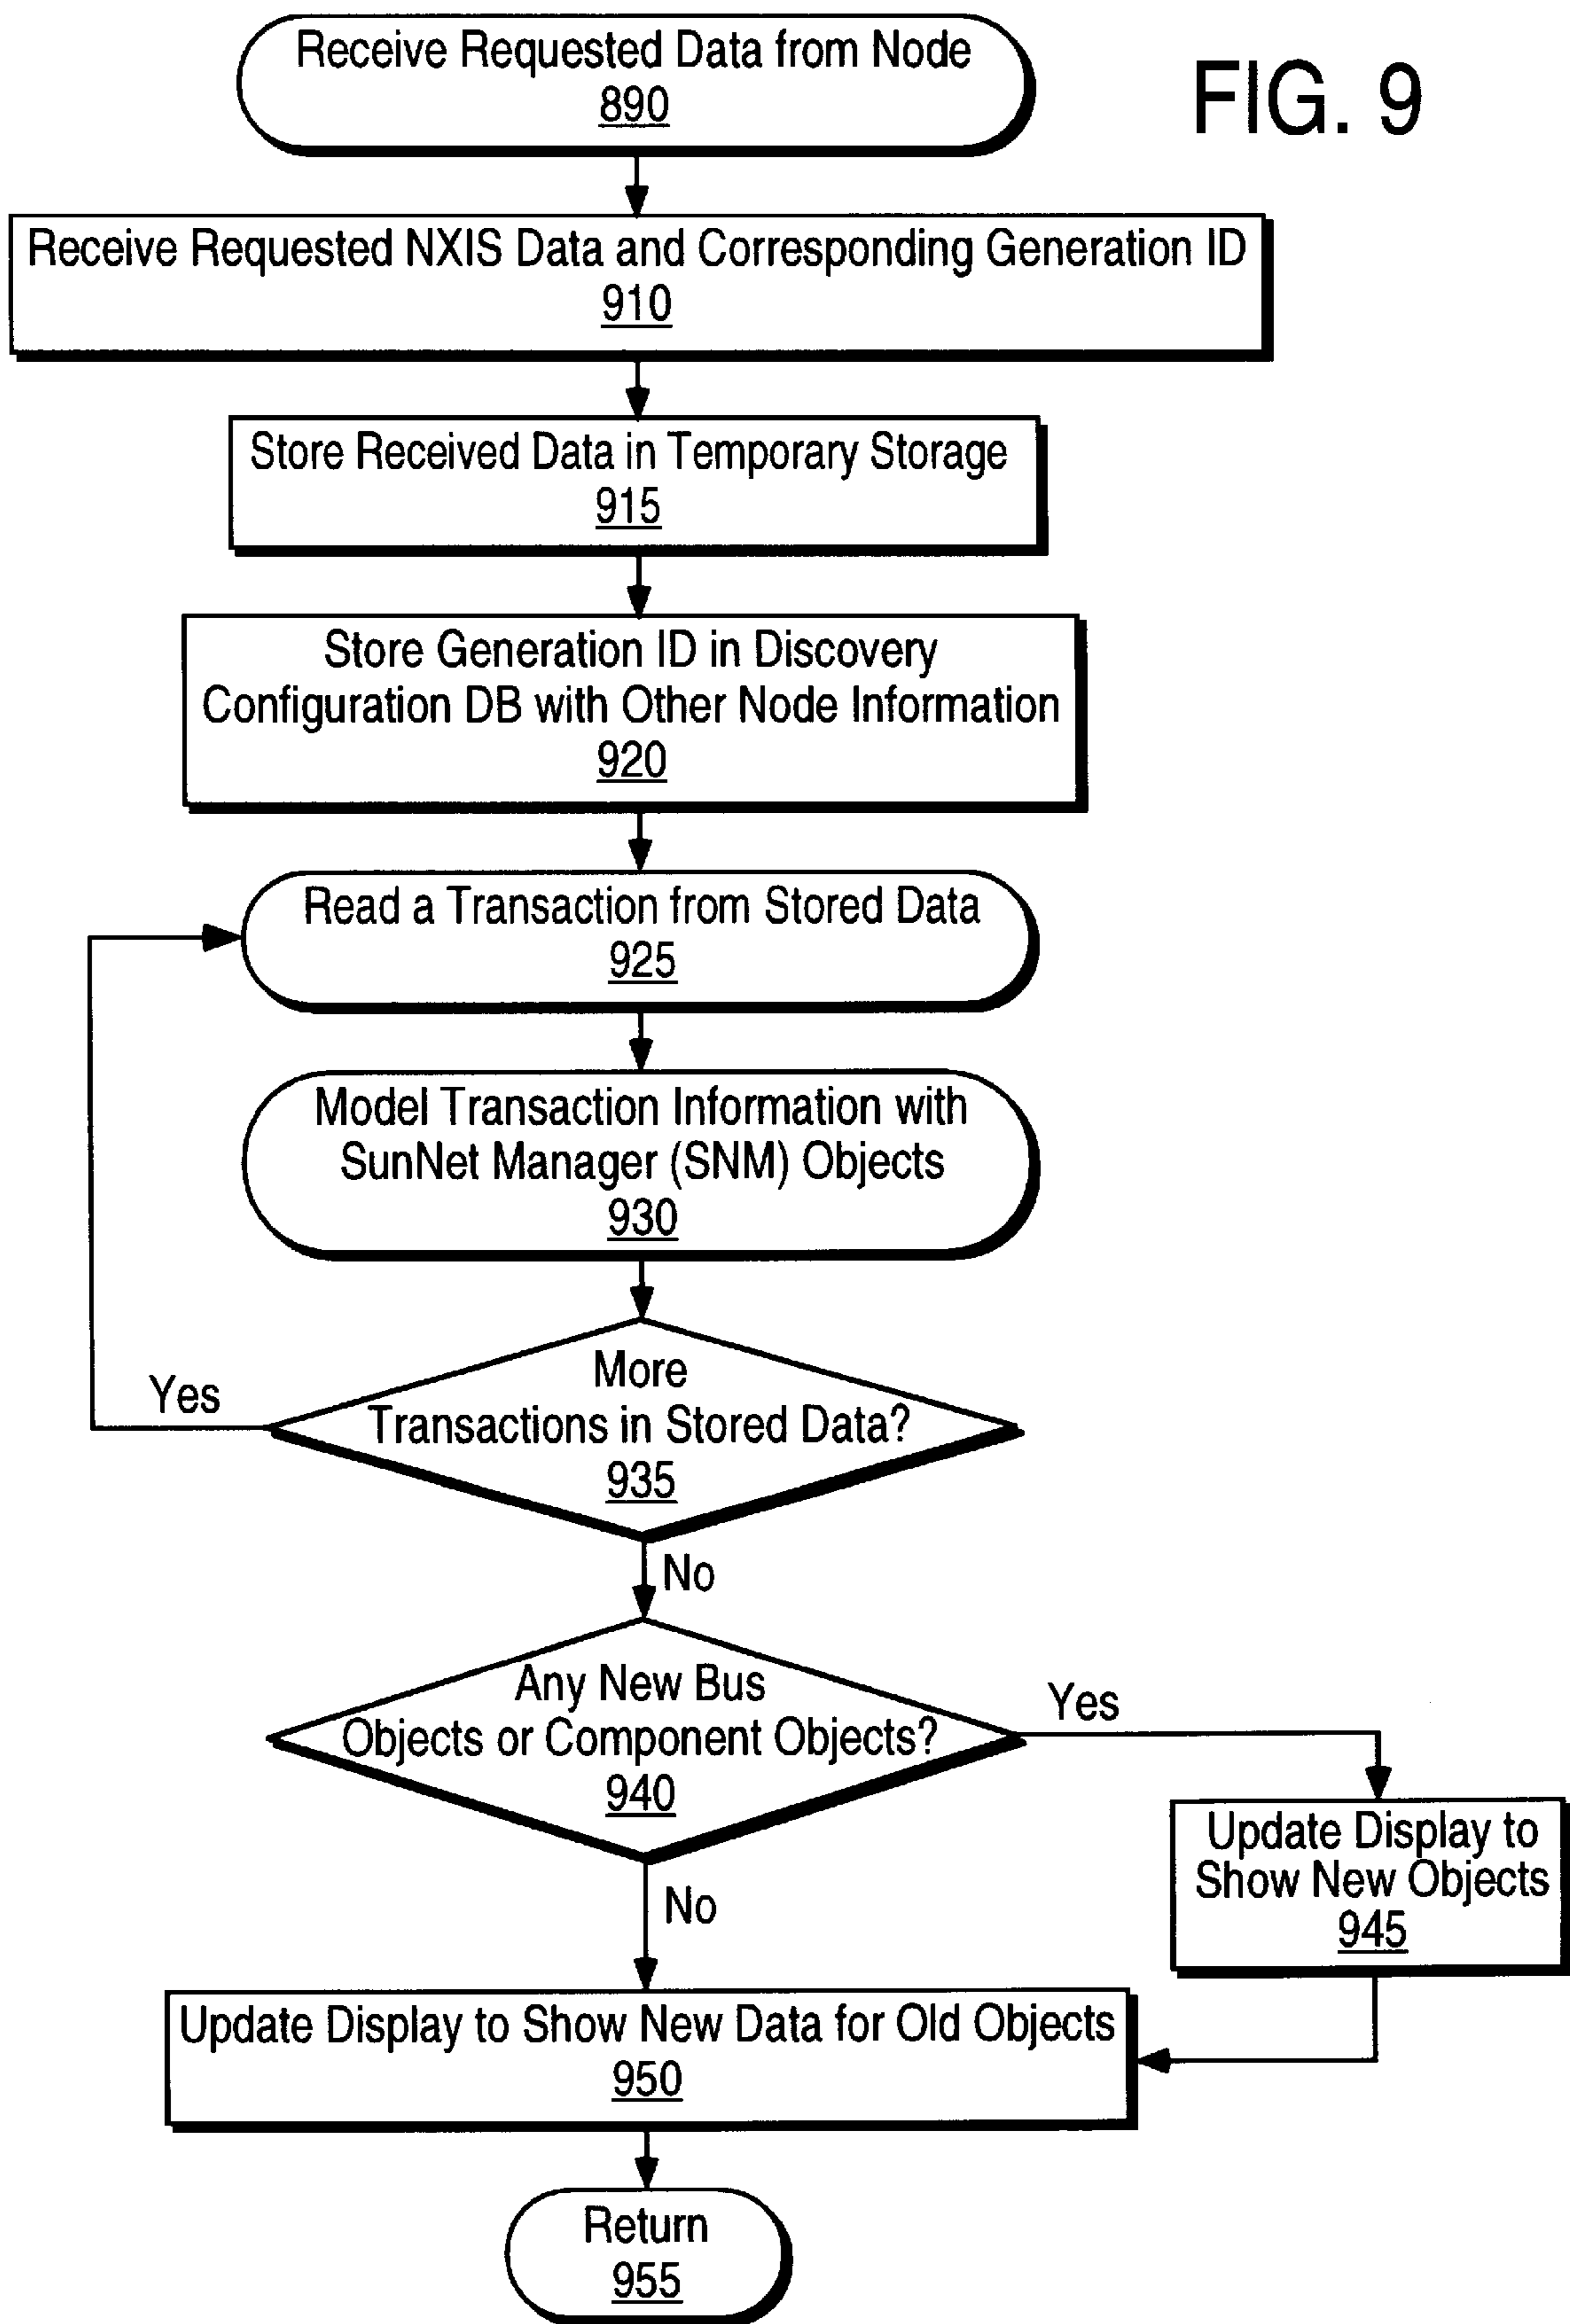 Receive Requested Data from Node
890
FIG. 9
Receive Requested NXIS Data and Corresponding Generation ID
910
Store Received Data in Temporary Storage
915
Store Generation ID in Discovery
Configuration DB with Other Node Information
920
Read a Transaction from Stored Data
925
Model Transaction Information with
SunNet Manager (SNM) Objects
930
More
Transactions in Stored Data?
935
Yes
No
Any New Bus
Objects or Component Objects?
940
Yes
No
Update Display to
Show New Objects
945
Update Display to Show New Data for Old Objects
950
Return
955